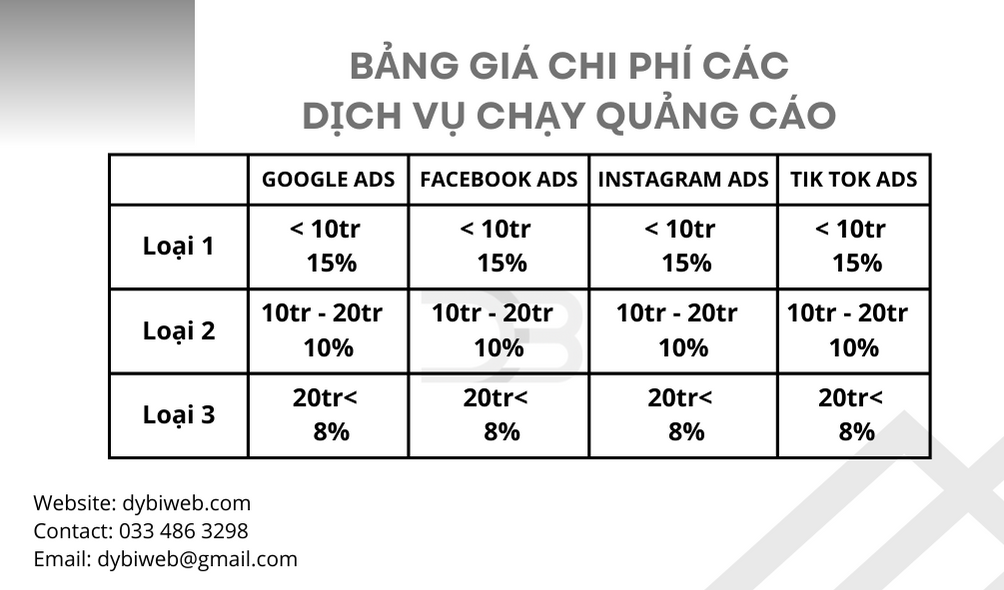 BẢNG GIÁ CHI PHÍ CÁC
DỊCH VỤ CHẠY QUẢNG CÁO
GOOGLE ADS FACEBOOK ADS INSTAGRAM ADS TIK TOK ADS
Loại 1 < 10tr 15% < 10tr 15% < 10tr 15% < 10tr 15%
Loại 2 10tr - 20tr 10% 10tr - 20tr 10% 10tr - 20tr 10% 10tr - 20tr 10%
Loại 3 20tr< 8% 20tr< 8% 20tr< 8% 20tr< 8%
DB
Website: dybiweb.com
Contact: 033 486 3298
Email: dybiweb@gmail.com